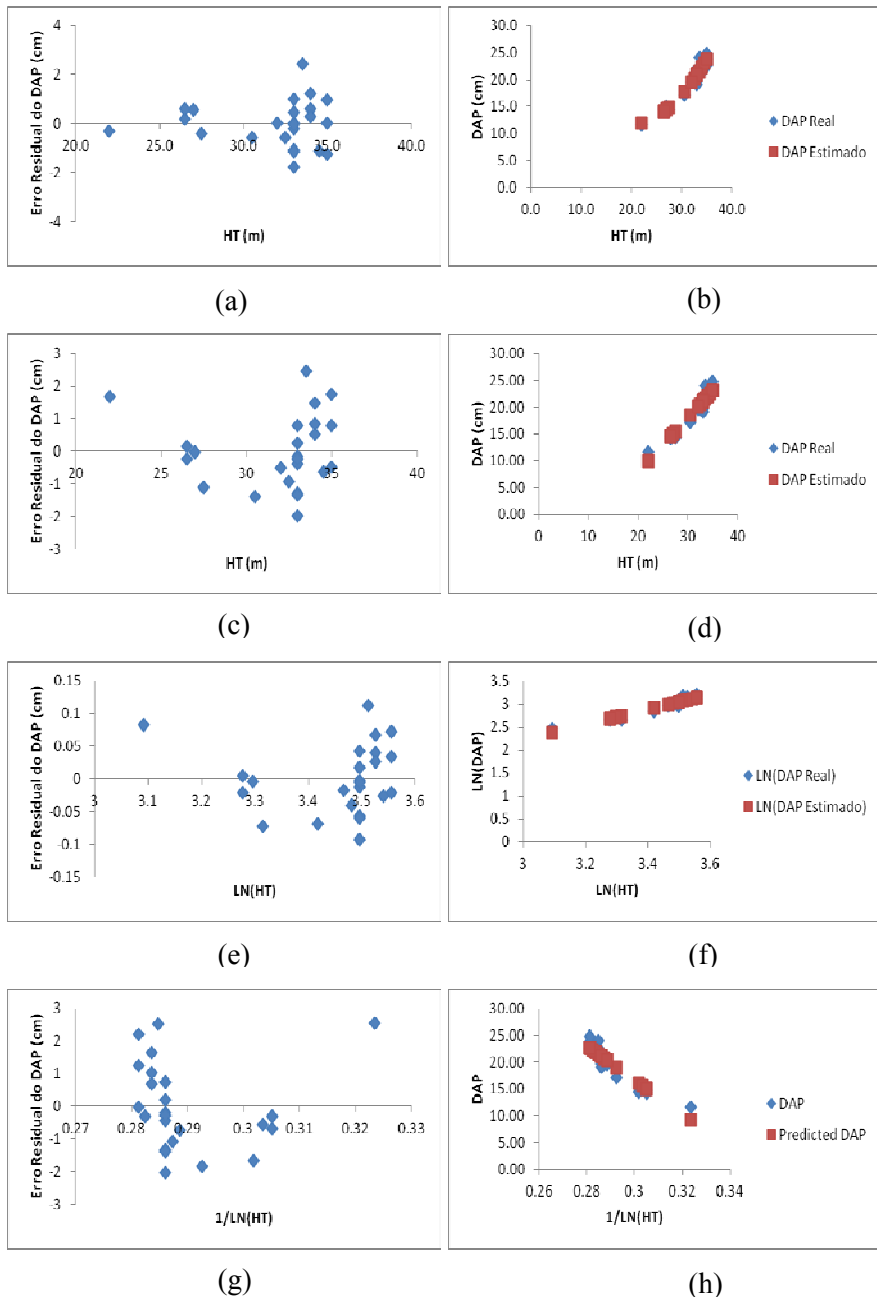 Erro Residual do DAP (cm)
4
2
0
-2
-4
20.0 25.0 30.0 35.0 40.0
HT (m)
(a)
DAP (cm)
30.0
25.0
20.0
15.0
10.0
5.0
0.0
0.0 10.0 20.0 30.0 40.0
HT (m)
DAP Real
DAP Estimado
(b)
Erro Residual do DAP (cm)
3
2
1
0
-1
-2
-3
20 25 30 35 40
HT (m)
(c)
DAP (cm)
30.00
25.00
20.00
15.00
10.00
5.00
0.00
0 10 20 30 40
HT (m)
DAP Real
DAP Estimado
(d)
Erro Residual do DAP (cm)
0.15
0.1
0.05
0
-0.05
-0.1
-0.15
3 3.1 3.2 3.3 3.4 3.5 3.6
LN(HT)
(e)
LN(DAP)
3.5
3
2.5
2
1.5
1
0.5
0
3 3.2 3.4 3.6
LN(HT)
LN(DAP Real)
LN(DAP Estimado)
(f)
Erro Residual do DAP (cm)
3
2
1
0
-1
-2
-3
0.27 0.28 0.29 0.3 0.31 0.32 0.33
1/LN(HT)
(g)
DAP
30.00
25.00
20.00
15.00
10.00
5.00
0.00
0.26 0.28 0.3 0.32 0.34
1/LN(HT)
DAP
Predicted DAP
(h)